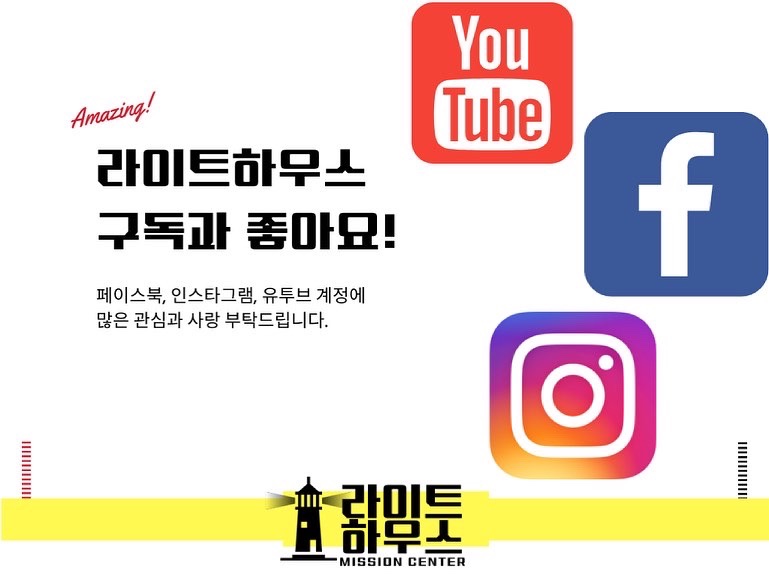 Amazing!
라이트하우스
구독과 좋아요!
페이스북, 인스타그램, 유투브 계정에
많은 관심과 사랑 부탁드립니다.
You
Tube
f
라이트
하우스
MISSION CENTER